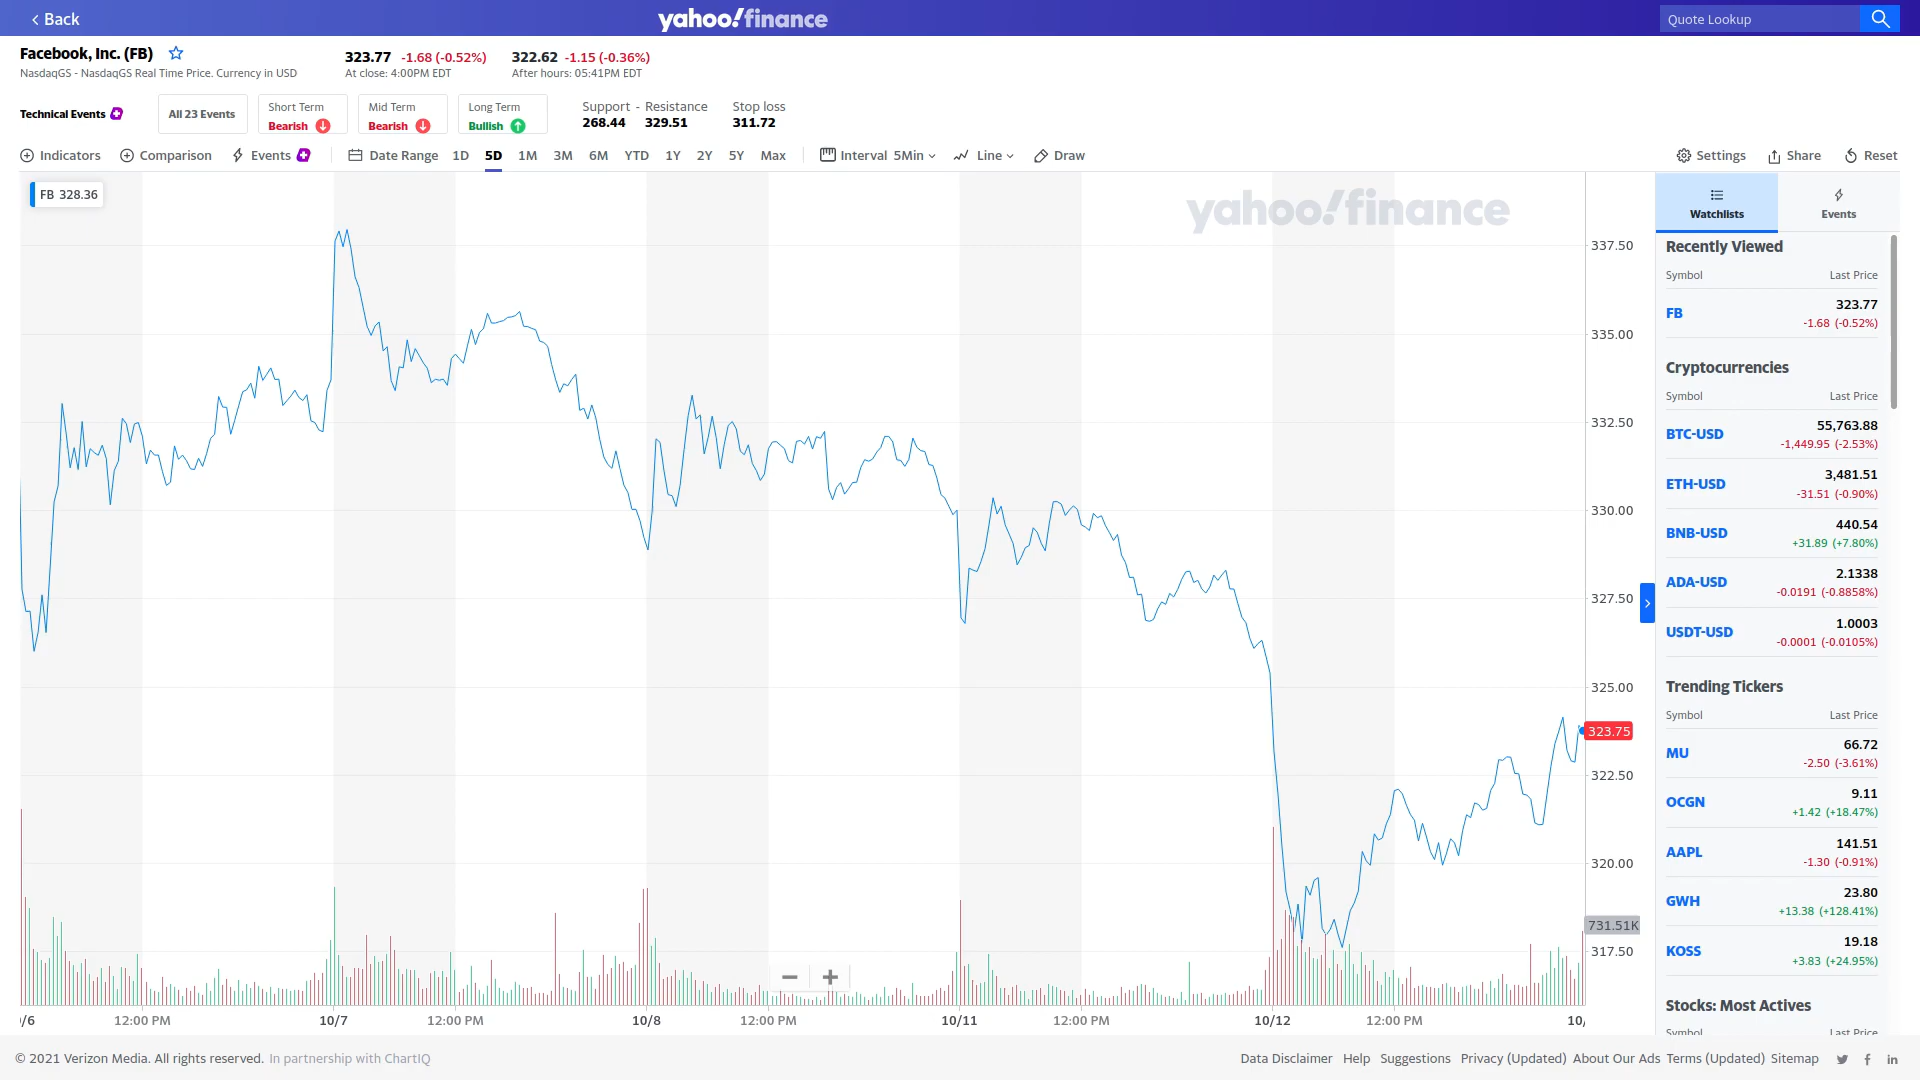 Back
yahoo!finance
Quote Lookup
Facebook, Inc. (FB)
323.77 -1.68 (-0.52%)
322.62 -1.15 (-0.36%)
NasdaqGS - NasdaqGS Real Time Price. Currency in USD
At close: 4:00PM EDT
After hours: 05:41PM EDT
Technical Events
All 23 Events
Short Term
Bearish
Mid Term
Bearish
Long Term
Bullish
Support - Resistance
268.44 329.51
Stop loss
311.72
Indicators Comparison Events Date Range 1D 5D 1M 3M 6M YTD 1Y 2Y 5Y Max Interval 5Min Line Draw
Settings Share Reset
FB 328.36
yahoo!finance
337.50
335.00
332.50
330.00
327.50
325.00
323.75
322.50
320.00
731.51K
317.50
/6 12:00 PM 10/7 12:00 PM 10/8 12:00 PM 10/11 12:00 PM 10/12 12:00 PM 10/
Watchlists
Events
Recently Viewed
Symbol Last Price
FB 323.77
-1.68 (-0.52%)
Cryptocurrencies
Symbol Last Price
BTC-USD 55,763.88
-1,449.95 (-2.53%)
ETH-USD 3,481.51
-31.51 (-0.90%)
BNB-USD 440.54
+31.89 (+7.80%)
ADA-USD 2.1338
-0.0191 (-0.8858%)
USDT-USD 1.0003
-0.0001 (-0.0105%)
Trending Tickers
Symbol Last Price
MU 66.72
-2.50 (-3.61%)
OCGN 9.11
+1.42 (+18.47%)
AAPL 141.51
-1.30 (-0.91%)
GWH 23.80
+13.38 (+128.41%)
KOSS 19.18
+3.83 (+24.95%)
Stocks: Most Actives
Symbol Last Price
© 2021 Verizon Media. All rights reserved. In partnership with ChartIQ
Data Disclaimer Help Suggestions Privacy (Updated) About Our Ads Terms (Updated) Sitemap